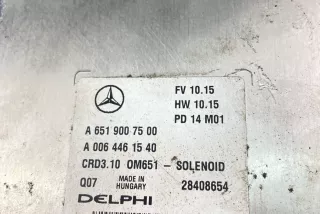 FV 10.15
HW 10.15
PD 14 M01
A 651 900 75 00
A 006 446 15 40
CRD3.10 OM651 - SOLENOID
Q07 MADE IN HUNGARY 28408654
DELPHI